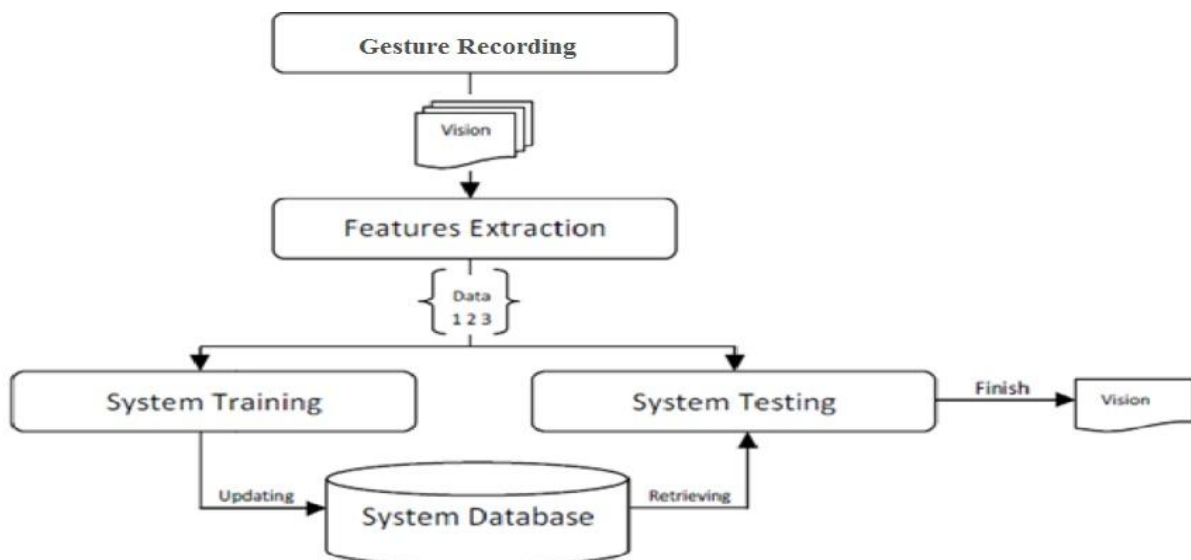 Gesture Recording
Vision
Features Extraction
Data
1 2 3
System Training
System Testing
Finish
Vision
Updating
System Database
Retrieving